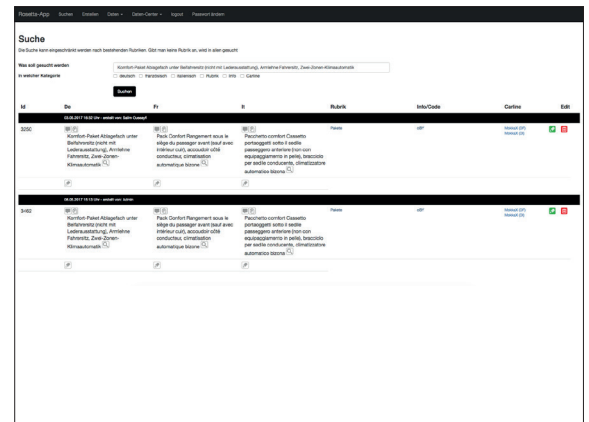 Rosetta-App Suchen Erstellen Daten Daten-Center logout Passwort ändern
Suche
Die Suche kann eingeschränkt werden nach bestehenden Rubriken. Gibt man keine Rubrik an, wird in allen gesucht
Was soll gesucht werden
Komfort-Paket Ablagefach unter Beifahrersitz (nicht mit Lederausstattung), Armlehne Fahrersitz, Zwei-Zonen-Klimaautomatik
In welcher Kategorie
deutsch französisch italienisch Rubrik Info Carline
Suchen
Id De Fr It Rubrik Info/Code Carline Edit
3250
Komfort-Paket Ablagefach unter
Beifahrersitz (nicht mit
Lederausstattung), Armlehne
Fahrersitz, Zwei-Zonen-
Klimaautomatik
Pack Confort Rangement sous le
siège du passager avant (sauf avec
intérieur cuir), accoudoir côté
conducteur, climatisation
automatique bizone
Pacchetto comfort Cassetto
portaoggetti sotto il sedile
passeggero anteriore (non con
equipaggiamento in pelle), bracciolo
per sedile conducente, climatizzatore
automatico bizona
Pakete
3462
Komfort-Paket Ablagefach unter
Beifahrersitz (nicht mit
Lederausstattung), Armlehne
Fahrersitz, Zwei-Zonen-
Klimaautomatik
Pack Confort Rangement sous le
siège du passager avant (sauf avec
intérieur cuir), accoudoir côté
conducteur, climatisation
automatique bizone
Pacchetto comfort Cassetto
portaoggetti sotto il sedile
passeggero anteriore (non con
equipaggiamento in pelle), bracciolo
per sedile conducente, climatizzatore
automatico bizona
Pakete